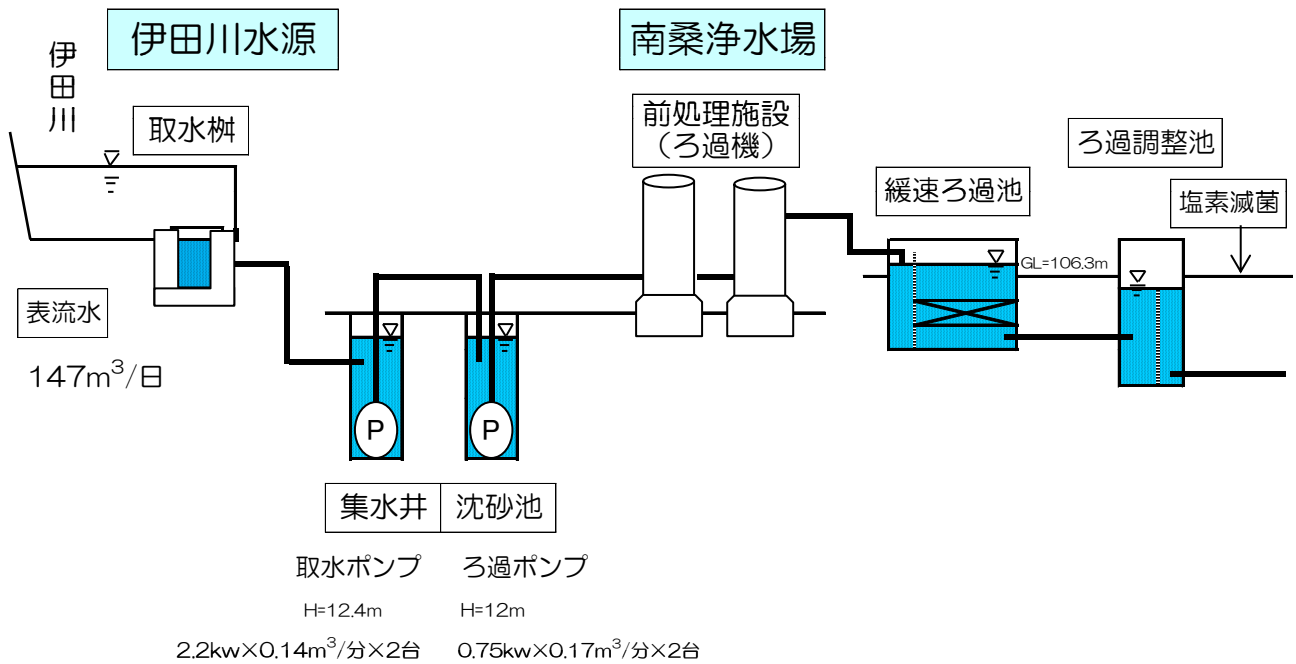 伊田川水源
南桑浄水場
伊田川
取水桝
前処理施設
（ろ過機）
ろ過調整池
緩速ろ過池
塩素滅菌
GL=106.3m
表流水
147m³/日
P
P
集水井
沈砂池
取水ポンプ
ろ過ポンプ
H=12.4m
H=12m
2.2kw×0.14m³/分×2台
0.75kw×0.17m³/分×2台